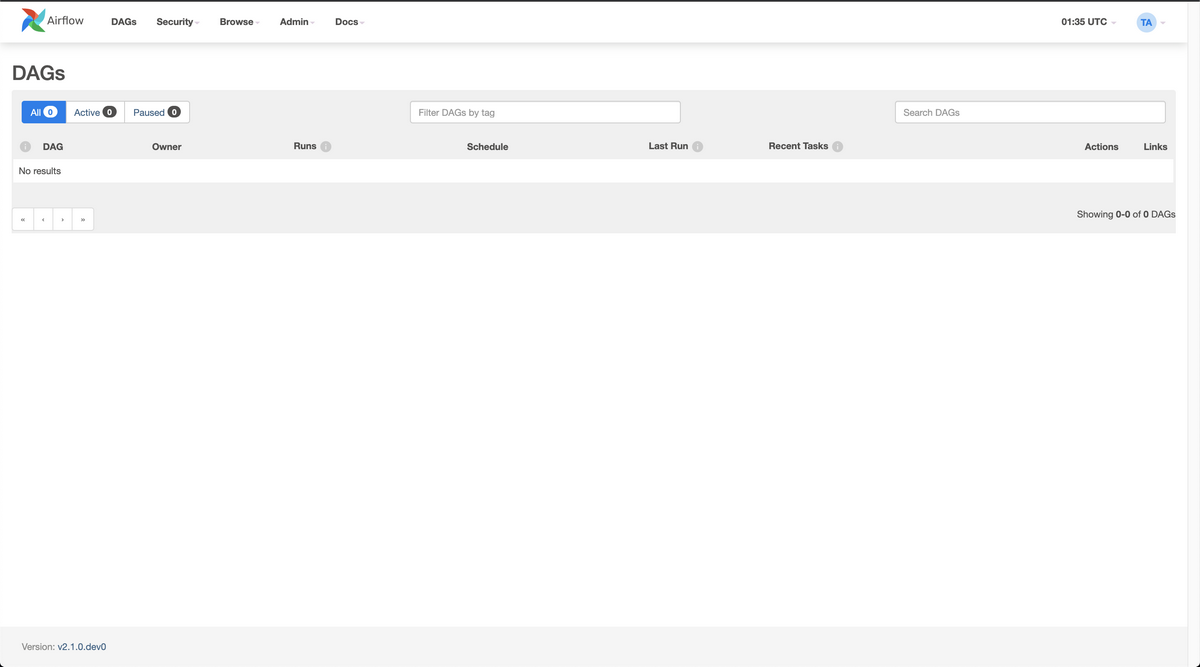 Airflow DAGs Security Browse Admin Docs 01:35 UTC TA
DAGs
All 0 Active 0 Paused 0 Filter DAGs by tag Search DAGs
i DAG Owner Runs i Schedule Last Run i Recent Tasks i Actions Links
No results
« ‹ › » Showing 0-0 of 0 DAGs
Version: v2.1.0.dev0